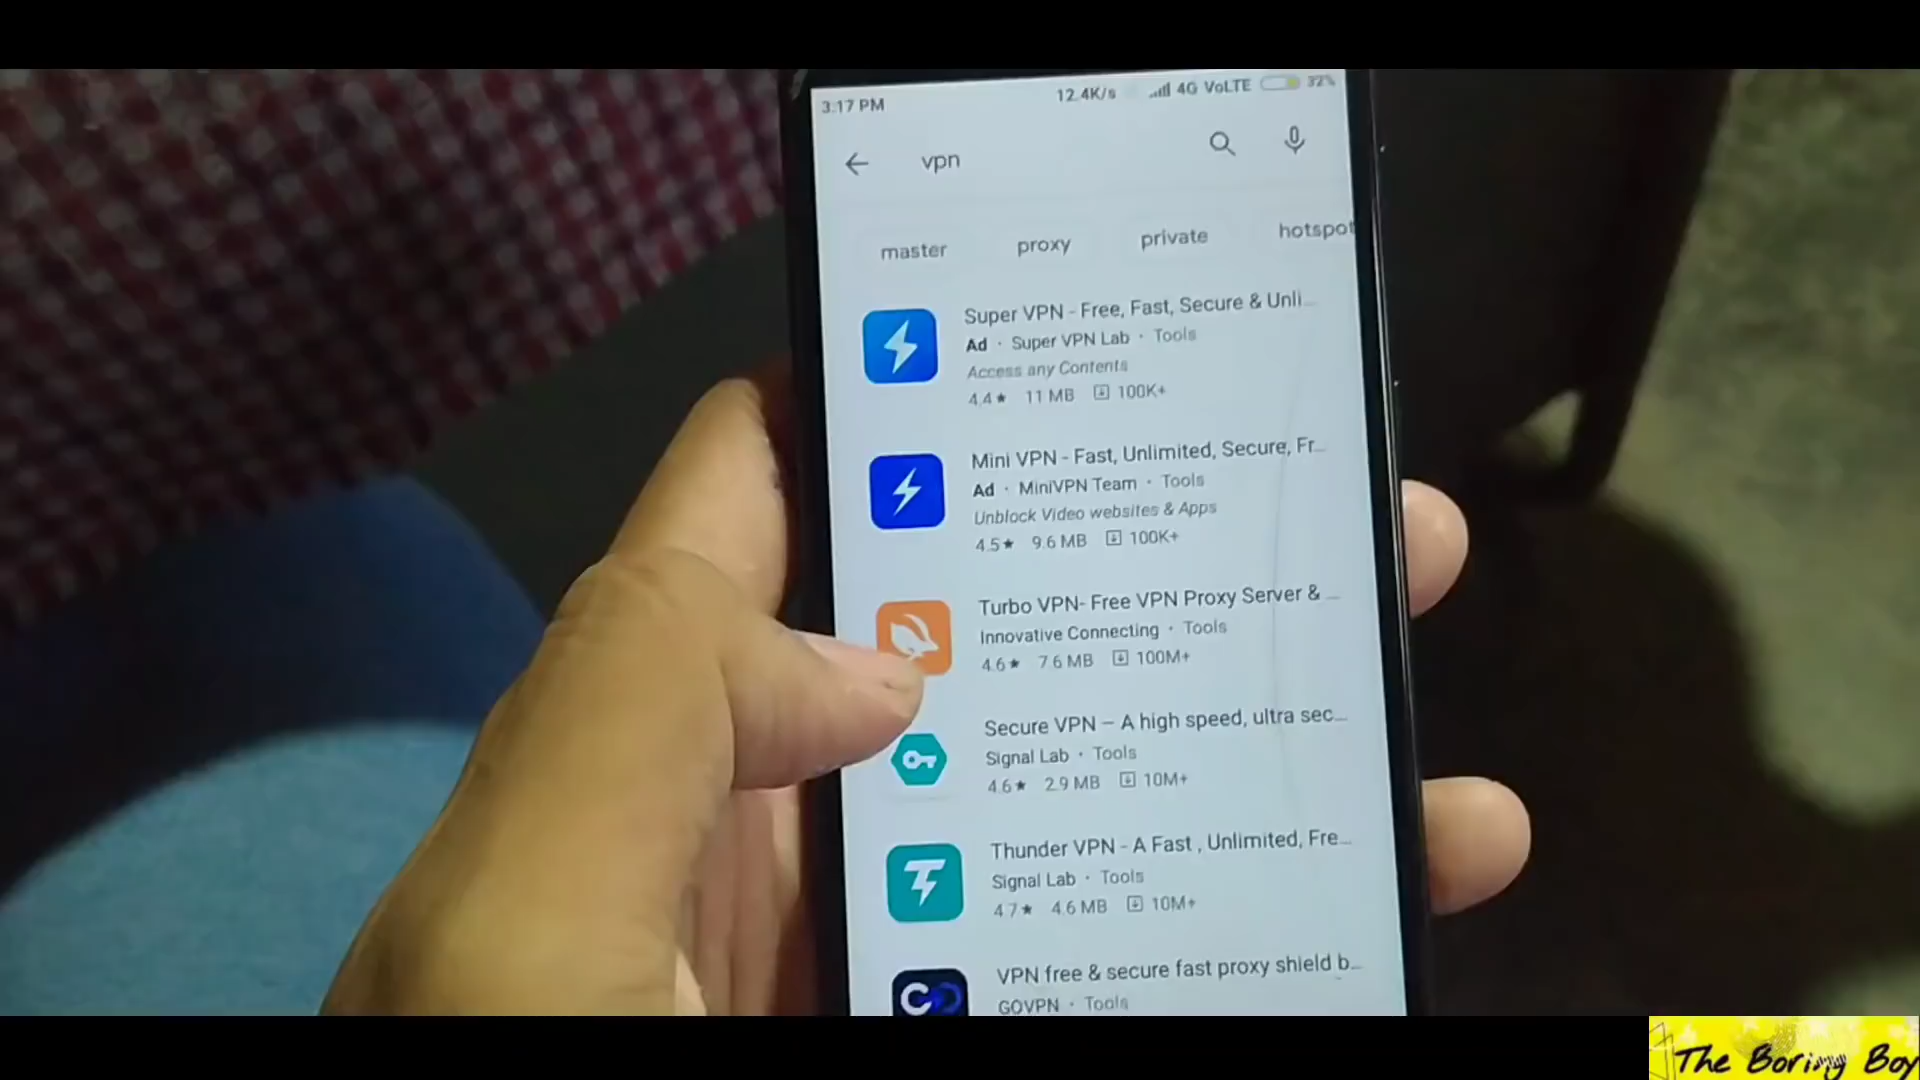 3:17 PM 12.4K/s 4G VoLTE 32%
vpn
master proxy private hotspot
Super VPN - Free, Fast, Secure & Unli...
Ad · Super VPN Lab · Tools
Access any Contents
4.4★ 11 MB 100K+
Mini VPN - Fast, Unlimited, Secure, Fr...
Ad · MiniVPN Team · Tools
Unblock Video websites & Apps
4.5★ 9.6 MB 100K+
Turbo VPN- Free VPN Proxy Server & ...
Innovative Connecting · Tools
4.6★ 7.6 MB 100M+
Secure VPN – A high speed, ultra sec...
Signal Lab · Tools
4.6★ 2.9 MB 10M+
Thunder VPN - A Fast , Unlimited, Fre...
Signal Lab · Tools
4.7★ 4.6 MB 10M+
VPN free & secure fast proxy shield b...
GOVPN · Tools
The Boring Boy